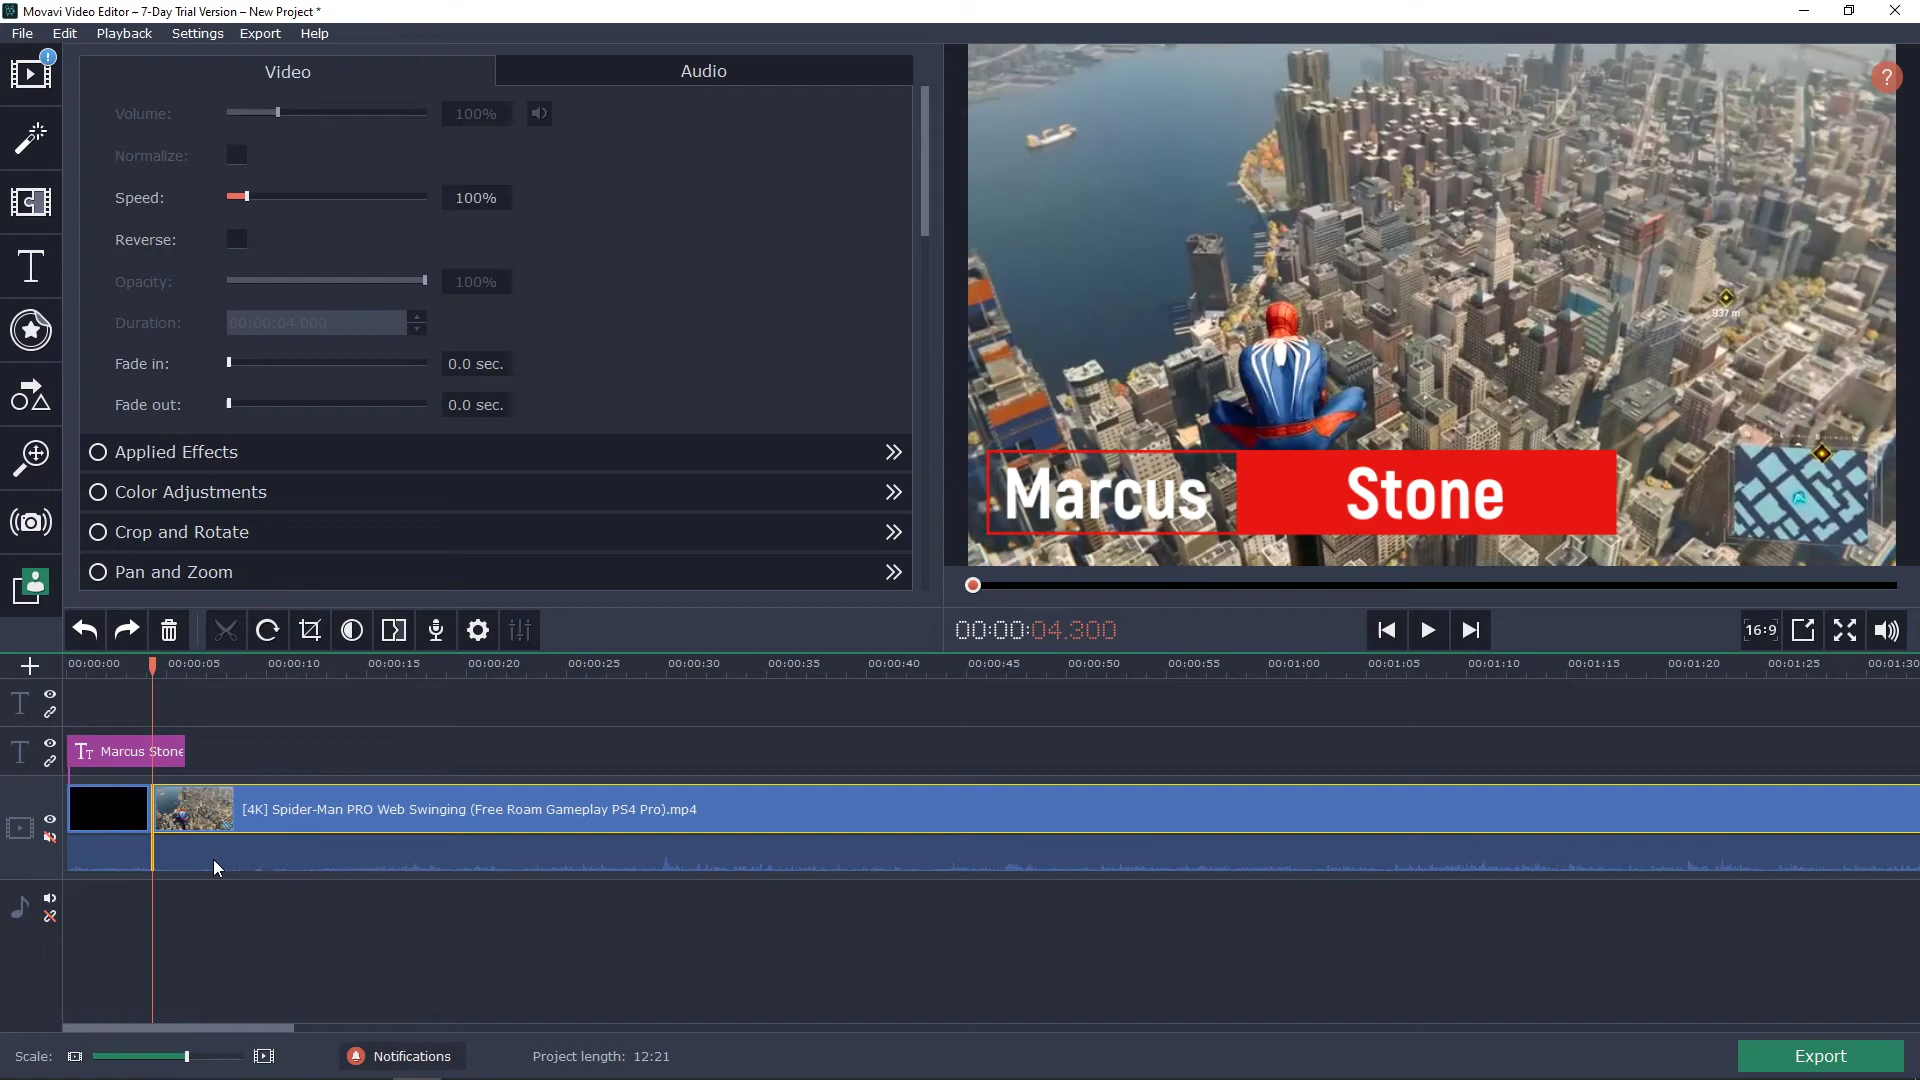 Movavi Video Editor – 7-Day Trial Version – New Project *
File Edit Playback Settings Export Help
Video Audio
Volume: 100%
Normalize:
Speed: 100%
Reverse:
Opacity: 100%
Duration: 00:00:04.000
Fade in: 0.0 sec.
Fade out: 0.0 sec.
Applied Effects
Color Adjustments
Crop and Rotate
Pan and Zoom
?
937 m
Marcus Stone
00:00:04.300
16:9
00:00:00 00:00:05 00:00:10 00:00:15 00:00:20 00:00:25 00:00:30 00:00:35 00:00:40 00:00:45 00:00:50 00:00:55 00:01:00 00:01:05 00:01:10 00:01:15 00:01:20 00:01:25 00:01:30
Marcus Stone
[4K] Spider-Man PRO Web Swinging (Free Roam Gameplay PS4 Pro).mp4
Scale: Notifications Project length: 12:21 Export